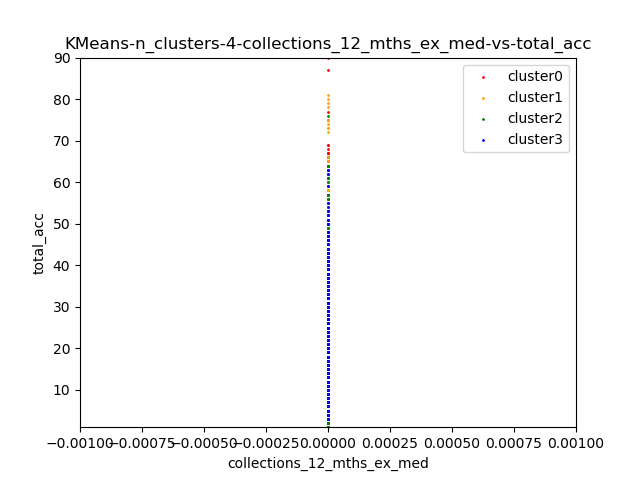 KMeans-n_clusters-4-collections_12_mths_ex_med-vs-total_acc
90
80
70
60
50
40
30
20
10
total_acc
cluster0
cluster1
cluster2
cluster3
−0.00100 −0.00075 −0.00050 −0.00025 0.00000 0.00025 0.00050 0.00075 0.00100
collections_12_mths_ex_med